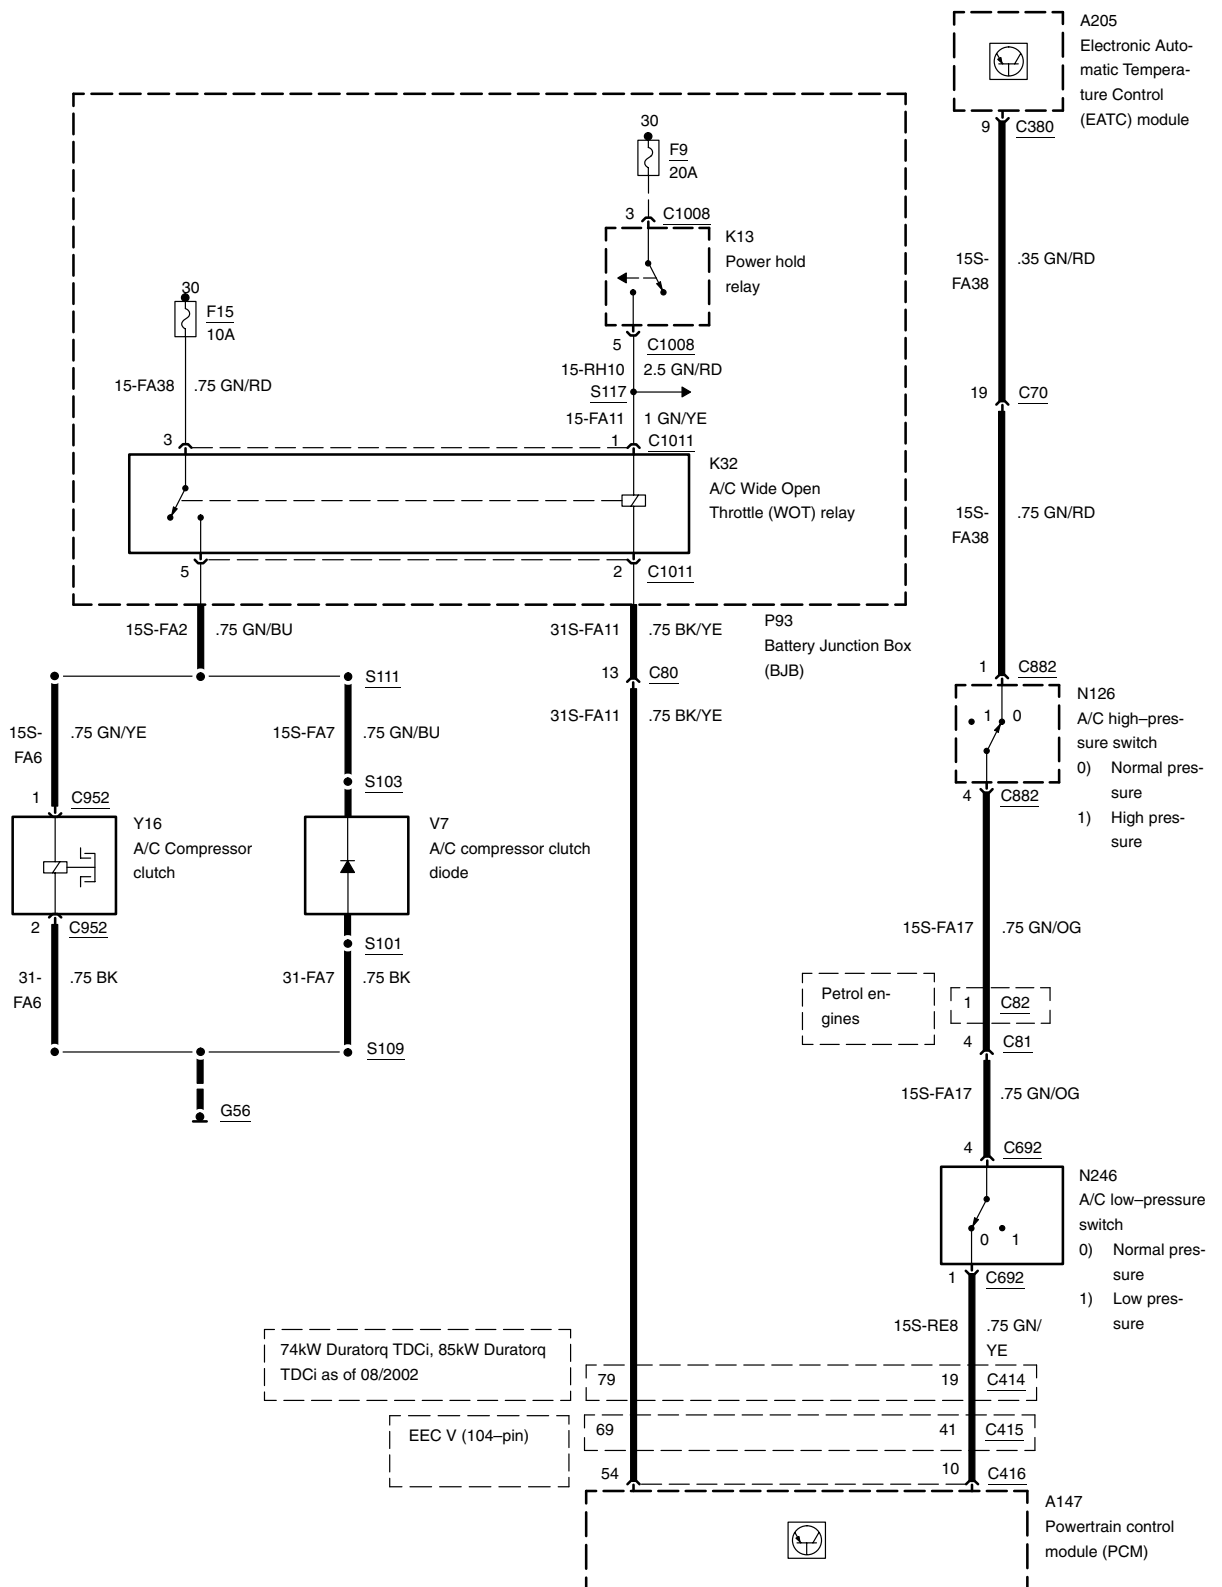 A205
Electronic Auto-
matic Tempera-
ture Control
(EATC) module
9 C380
30
F9
20A
3 C1008
K13
Power hold
relay
15S-
FA38
.35 GN/RD
30
F15
10A
5 C1008
15-RH10 2.5 GN/RD
15-FA38 .75 GN/RD
S117
19 C70
15-FA11 1 GN/YE
3
1 C1011
K32
A/C Wide Open
Throttle (WOT) relay
15S-
FA38
.75 GN/RD
5
2 C1011
P93
Battery Junction Box
(BJB)
15S-FA2 .75 GN/BU
31S-FA11 .75 BK/YE
13 C80
31S-FA11 .75 BK/YE
S111
1 C882
N126
A/C high–pres-
sure switch
0) Normal pres-
sure
1) High pres-
sure
1 0
15S-
FA6
.75 GN/YE
15S-FA7 .75 GN/BU
S103
4 C882
1 C952
Y16
A/C Compressor
clutch
V7
A/C compressor clutch
diode
2 C952
S101
15S-FA17 .75 GN/OG
31-
FA6
.75 BK
31-FA7 .75 BK
Petrol en-
gines
1 C82
4 C81
S109
G56
15S-FA17 .75 GN/OG
4 C692
N246
A/C low–pressure
switch
0) Normal pres-
sure
1) Low pres-
sure
0 1
1 C692
15S-RE8 .75 GN/
YE
74kW Duratorq TDCi, 85kW Duratorq
TDCi as of 08/2002
79 19 C414
EEC V (104–pin)
69 41 C415
54 10 C416
A147
Powertrain control
module (PCM)